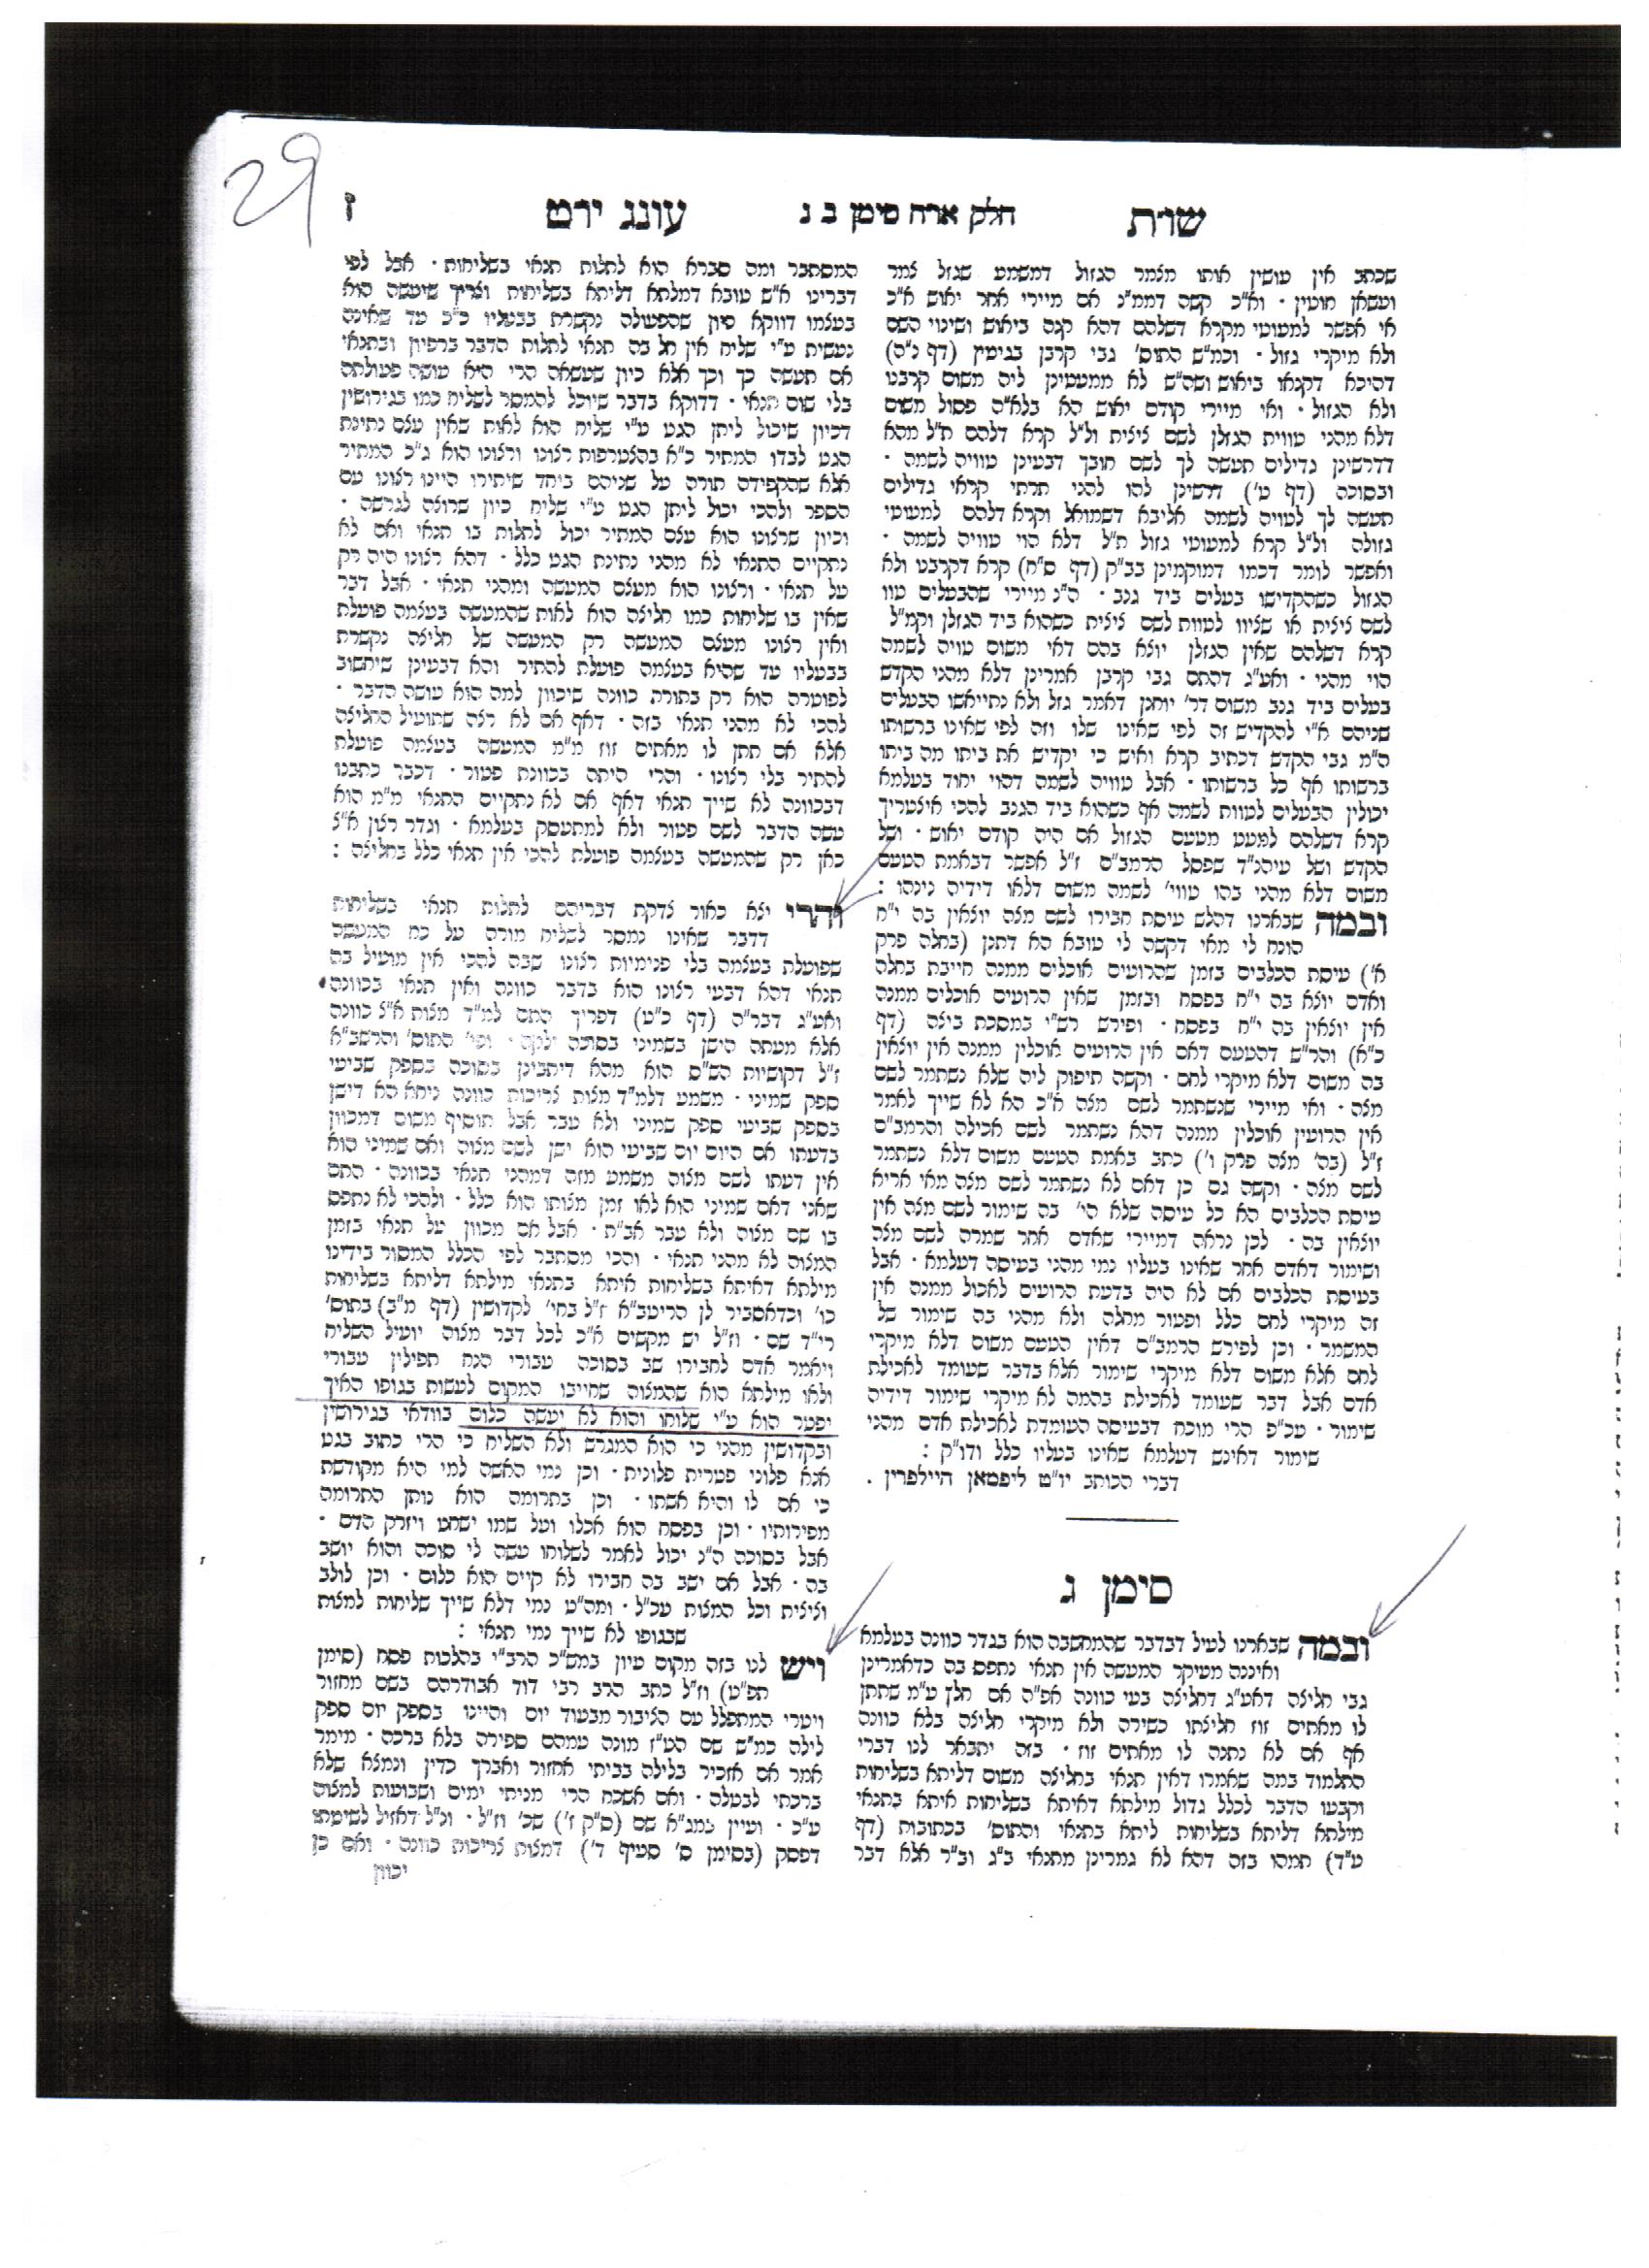 29
שו״ת חלק או״ח סימן ב ג עונג יו״ט ז
שכתב אין עושין אותו מצמר הגזול דמשמע שגזל צמר
ועשאן חוטין · וא"כ קשה דממ"נ אם מיירי אחר יאוש א"כ
אי אפשר למעוטי מקרא דשלהם דהא קנה ביאוש ושינוי השם
ולא מיקרי גזול · וכמ"ש התוס' גבי קרבן בגיטין (דף נ"ה)
דהיכא דקנאו ביאוש ושה"ש לא ממעטינן ליה משום קרבנו
ולא הגזול · ואי מיירי קודם יאוש הא בלא"ה פסול משום
דלא מהני טווית הגזלן לשם ציצית ול"ל קרא דלהם ת"ל מהא
דדרשינן גדילים תעשה לך לשם חובך דבעינן טוויה לשמה ·
ובסוכה (דף ט') דרשינן להו להני תרתי קראי גדילים
תעשה לך לטויה לשמה אליבא דשמואל וקרא דלהם למעוטי
גזולה ול"ל קרא למעוטי גזול ת"ל דלא הוי טוויה לשמה ·
ואפשר לומר דכמו דמוקמינן בב"ק (דף ס"ח) קרא דקרבנו ולא
הגזול כשהקדישו בעלים ביד גנב · ה"נ מיירי שהבעלים טוו
לשם ציצית או שציוו לטוות לשם ציצית כשהוא ביד הגזלן וקמ"ל
קרא דשלהם שאין הגזלן יוצא בהם דאי משום טויה לשמה
הוי מהני · ואע"ג דהתם גבי קרבן אמרינן דלא מהני הקדש
בעלים ביד גנב משום דר' יוחנן דאמר גזל ולא נתייאשו הבעלים
שניהם א"י להקדיש זה לפי שאינו שלו וזה לפי שאינו ברשותו
ה"מ גבי הקדש דכתיב קרא ואיש כי יקדיש את ביתו מה ביתו
ברשותו אף כל ברשותו · אבל טוויה לשמה דהוי יחוד בעלמא
יכולין הבעלים לטוות לשמה אף כשהוא ביד הגנב להכי איצטריך
קרא דשלהם למעט מטעם הגזול אם היה קודם יאוש · ושל
הקדש ושל עיהנ"ד שפסל הרמב"ם ז"ל אפשר דבאמת הטעם
משום דלא מהני בהו טווי' לשמה משום דלאו דידיה נינהו :
ובמה שבארנו דהלש עיסת חבירו לשם מצה יוצאין בה י"ח
הונח לי מאי דקשה לי טובא הא דתנן (בחלה פרק
א') עיסת הכלבים בזמן שהרועים אוכלים ממנה חייבת בחלה
ואדם יוצא בה י"ח בפסח ובזמן שאין הרועים אוכלים ממנה
אין יוצאין בה י"ח בפסח · ופירש רש"י במסכת ביצה (דף
כ"א) והר"ש דהטעם דאם אין הרועים אוכלין ממנה אין יוצאין
בה משום דלא מיקרי לחם · וקשה תיפוק ליה שלא נשתמר לשם
מצה · ואי מיירי שנשתמר לשם מצה א"כ הא לא שייך לאמר
אין הרועין אוכלין ממנה דהא נשתמר לשם אכילה והרמב"ם
ז"ל (בה' מצה פרק ו') כתב באמת הטעם משום דלא נשתמר
לשם מצה · וקשה גם כן דאם לא נשתמר לשם מצה מאי אריא
עיסת הכלבים הא כל עיסה שלא הי' בה שימור לשם מצה אין
יוצאין בה · לכן נראה דמיירי שאדם אחר שמרה לשם מצה
ושימור דאדם אחר שאינו בעליו נמי מהני בעיסה דעלמא · אבל
בעיסת הכלבים אם לא היה בדעת הרועים לאכול ממנה אין
זה מיקרי לחם כלל ופטור מחלה ולא מהני בה שימור של
המשמר · וכן לפירש הרמב"ם דאין הטעם משום דלא מיקרי
לחם אלא משום דלא מיקרי שימור אלא בדבר שעומד לאכילת
אדם אבל דבר שעומד לאכילת בהמה לא מיקרי שימור דידיה
שימור · עכ"פ הרי מוכח דבעיסה העומדת לאכילת אדם מהני
שימור דאינש דעלמא שאינו בעליו כלל ודו"ק :
דברי הכותב יו"ט ליפמאן היילפרין .
סימן ג
ובמה שבארנו לעיל דבדבר שהמחשבה הוא בגדר כוונה בעלמא
ואיננה מעיקר המעשה אין תנאי נתפס בה כדאמרינן
גבי חליצה דאע"ג דחליצה בעי כוונה אפ"ה אם חלץ ע"מ שתתן
לו מאתים זוז חליצתו כשירה ולא מיקרי חליצה בלא כוונה
אף אם לא נתנה לו מאתים זוז · בזה יתבאר לנו דברי
התלמוד במה שאמרו דאין תנאי בחליצה משום דליתא בשליחות
וקבעו הדבר לכלל גדול מילתא דאיתא בשליחות איתא בתנאי
מילתא דליתא בשליחות ליתא בתנאי והתוס' בכתובות (דף
ע"ד) תמהו בזה דהא לא גמרינן מתנאי ב"ג וב"ר אלא דבר
המסתבר ומה סברא הוא לתלות תנאי בשליחות · אבל לפי
דברינו א"ש טובא דמלתא דליתא בשליחות וצריך שיעשה הוא
בעצמו דווקא סימן שהפעולה נקשרת בבעליו כ"כ עד שאינה
נעשית ע"י שליח אין חל בה תנאי לתלות הדבר ברפיון ובתנאי
אם תעשה כך וכך אלא כיון שעשאה הרי היא עושה פעולתה
בלי שום תנאי · דדוקא בדבר שיוכל להמסר לשליח כמו בגירושין
דכיון שיכול ליתן הגט ע"י שליח הוא לאות שאין עצם נתינת
הגט לבדו המתיר כ"א בהצטרפות רצונו ורצונו הוא ג"כ המתיר
אלא שהקפידה תורה על שניהם ביחד שיתירו היינו רצונו עם
הספר ולהכי יכול ליתן הגט ע"י שליח כיון שרוצה לגרשה ·
וכיון שרצונו הוא עצם המתיר יכול לתלות בו תנאי ואם לא
נתקיים התנאי לא מהני נתינת הגט כלל · דהא רצונו היה רק
על תנאי · ורצונו הוא מעצם המעשה ומהני תנאי · אבל דבר
שאין בו שליחות כמו חליצה הוא לאות שהמעשה בעצמה פועלת
ואין רצונו מעצם המעשה רק המעשה של חליצה נקשרת
בבעליו עד שהיא בעצמה פועלת להתיר והא דבעינן שיחשוב
לפוטרה הוא רק בתורת כוונה שיכוון למה הוא עושה הדבר ·
להכי לא מהני תנאי בזה · דאף אם לא רצה שתועיל החליצה
אלא אם תתן לו מאתים זוז מ"מ המעשה בעצמה פועלת
להתיר בלי רצונו · והרי היתה בכוונת פטור · דכבר כתבנו
דבכוונה לא שייך תנאי דאף אם לא נתקיים התנאי מ"מ הוא
עשה הדבר לשם פטור ולא למתעסק בעלמא · וגדר רצון א"צ
כאן רק שהמעשה בעצמה פועלת להכי אין תנאי כלל בחליצה :
והרי יצא כאור צדקת דבריהם לתלות תנאי בשליחות
דדבר שאינו נמסר לשליח מורה על כח המעשה
שפועלת בעצמה בלי פנימיות רצונו שבה להכי אין מועיל בה
תנאי דהא דבעי רצונו הוא בדבר כוונה ואין תנאי בכוונה
ואע"ג דבר"ה (דף כ"ט) דפריך התם למ"ד מצות א"צ כוונה
אלא מעתה הישן בשמיני בסוכה ילקה · ופי' התוס' והרשב"א
ז"ל דקושיות הש"ס הוא מהא דיתבינן בסוכה בספק שביעי
ספק שמיני · משמע דלמ"ד מצות צריכות כוונה ניחא הא דישן
בספק שביעי ספק שמיני ולא עבר אבל תוסיף משום דמכוון
בדעתו אם היום יום שביעי הוא ישן לשם מצוה ואם שמיני הוא
אין דעתו לשם מצוה משמע מזה דמהני תנאי בכוונה · התם
שאני דאם שמיני הוא לאו זמן מצותו הוא כלל · ולהכי לא נתפס
בו שם מצוה ולא עבר אב"ת · אבל אם מכוון על תנאי בזמן
המצוה לא מהני תנאי · והכי מסתבר לפי הכלל המסור בידינו
מילתא דאיתא בשליחות איתא בתנאי מילתא דליתא בשליחות
כו' וכדאסביר לן הריטב"א ז"ל בחי' לקדושין (דף מ"ב) בתוס'
רי"ד שם · וז"ל יש מקשים א"כ לכל דבר מצוה יועיל השליח
ויאמר אדם לחבירו שב בסוכה עבורי הנח תפילין עבורי
ולאו מילתא הוא שהמצוה שחייבו המקום לעשות בגופו האיך
יפטר הוא ע"י שלוחו והוא לא יעשה כלום בוודאי בגירושין
ובקדושין מהני כי הוא המגרש ולא השליח כי הרי כתוב בגט
אנא פלוני פטרית פלונית · וכן נמי האשה למי היא מקודשת
כי אם לו והיא אשתו · וכן בתרומה הוא נותן התרומה
מפירותיו · וכן בפסח הוא אכלו ועל שמו ישחט ויזרק הדם ·
אבל בסוכה ה"נ יכול לאמר לשלוחו עשה לי סוכה והוא יושב
בה · אבל אם ישב בה חבירו לא קיים הוא כלום · וכן לולב
וציצית וכל המצות עכ"ל · ומה"ט נמי דלא שייך שליחות למצות
שבגופו לא שייך נמי תנאי :
ויש לנו בזה מקום עיון במש"כ הרב"י בהלכות פסח (סימן
תפ"ט) וז"ל כתב הרב רבי דוד אבודרהם בשם מחזור
ויטרי המתפלל עם הציבור מבעוד יום והיינו בספק יום ספק
לילה כמ"ש שם הט"ז מונה עמהם ספירה בלא ברכה · מימר
אמר אם אזכיר בלילה בביתי אחזור ואברך כדין ונמצא שלא
ברכתי לבטלה · ואם אשכח הרי מניתי ימים ושבועות למצוה
ע"כ · ועיין במג"א שם (ס"ק ז') שכ' וז"ל · ונ"ל דאזיל לשיטתו
דפסק (בסימן ס' סעיף ד') דמצות צריכות כוונה · ואם כן
יכוון